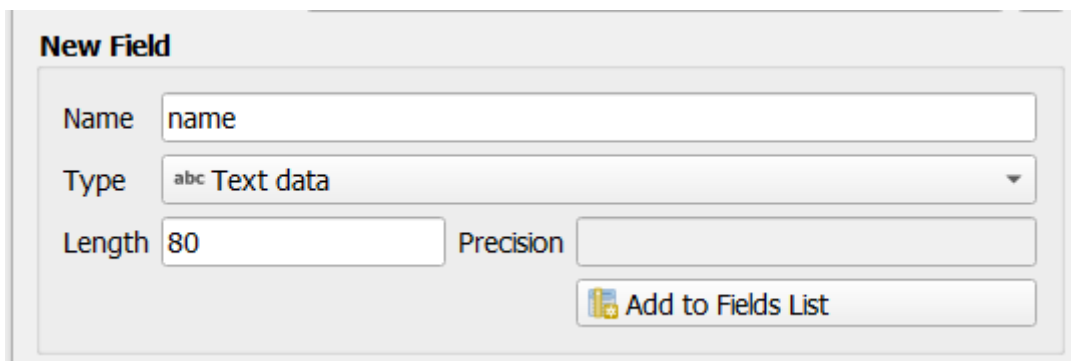 New Field
Name name
Type abc Text data
Length 80 Precision
Add to Fields List